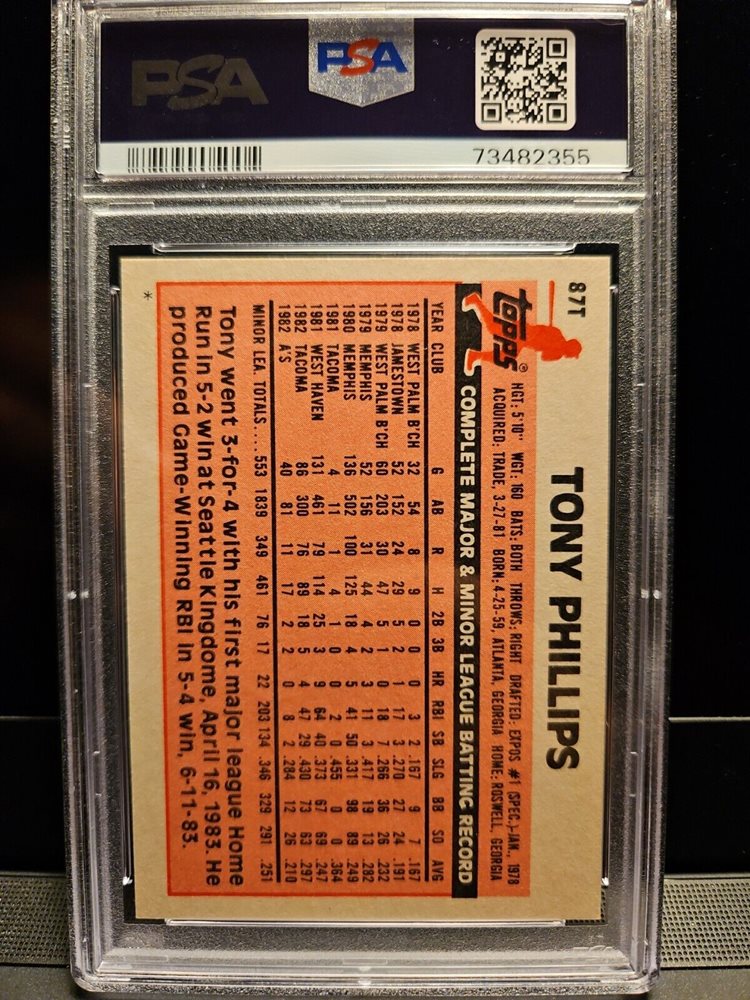 PSA
PSA
73482355
87T
TONY PHILLIPS
topps®
HGT: 5'10" WGT: 160 BATS: BOTH THROWS: RIGHT DRAFTED: EXPOS #1 (SPEC.)-JAN., 1978
ACQUIRED: TRADE, 3-27-81 BORN: 4-25-59, ATLANTA, GEORGIA HOME: ROSWELL, GEORGIA
COMPLETE MAJOR & MINOR LEAGUE BATTING RECORD
YEAR CLUB G AB R H 2B 3B HR RBI SB SLG BB SO AVG
1978 WEST PALM B'CH 32 54 8 9 0 0 0 3 2 .167 9 7 .167
1978 JAMESTOWN 52 152 24 29 5 2 1 17 3 .270 27 24 .191
1979 WEST PALM B'CH 60 203 30 47 5 1 0 18 7 .266 36 26 .232
1979 MEMPHIS 52 156 31 44 4 2 3 11 3 .417 19 13 .282
1980 MEMPHIS 136 502 100 125 18 4 5 41 50 .331 98 89 .249
1981 TACOMA 4 11 1 4 1 0 0 2 0 .455 0 0 .364
1981 WEST HAVEN 131 461 79 114 25 3 9 64 40 .373 67 69 .247
1982 TACOMA 86 300 76 89 18 5 4 47 29 .430 73 63 .297
1982 A'S 40 81 11 17 2 2 0 8 2 .284 12 26 .210
MINOR LEA. TOTALS.... 553 1839 349 461 76 17 22 203 134 .346 329 291 .251
Tony went 3-for-4 with his first major league Home
Run in 5-2 win at Seattle Kingdome, April 16, 1983. He
produced Game-Winning RBI in 5-4 win, 6-11-83.
*